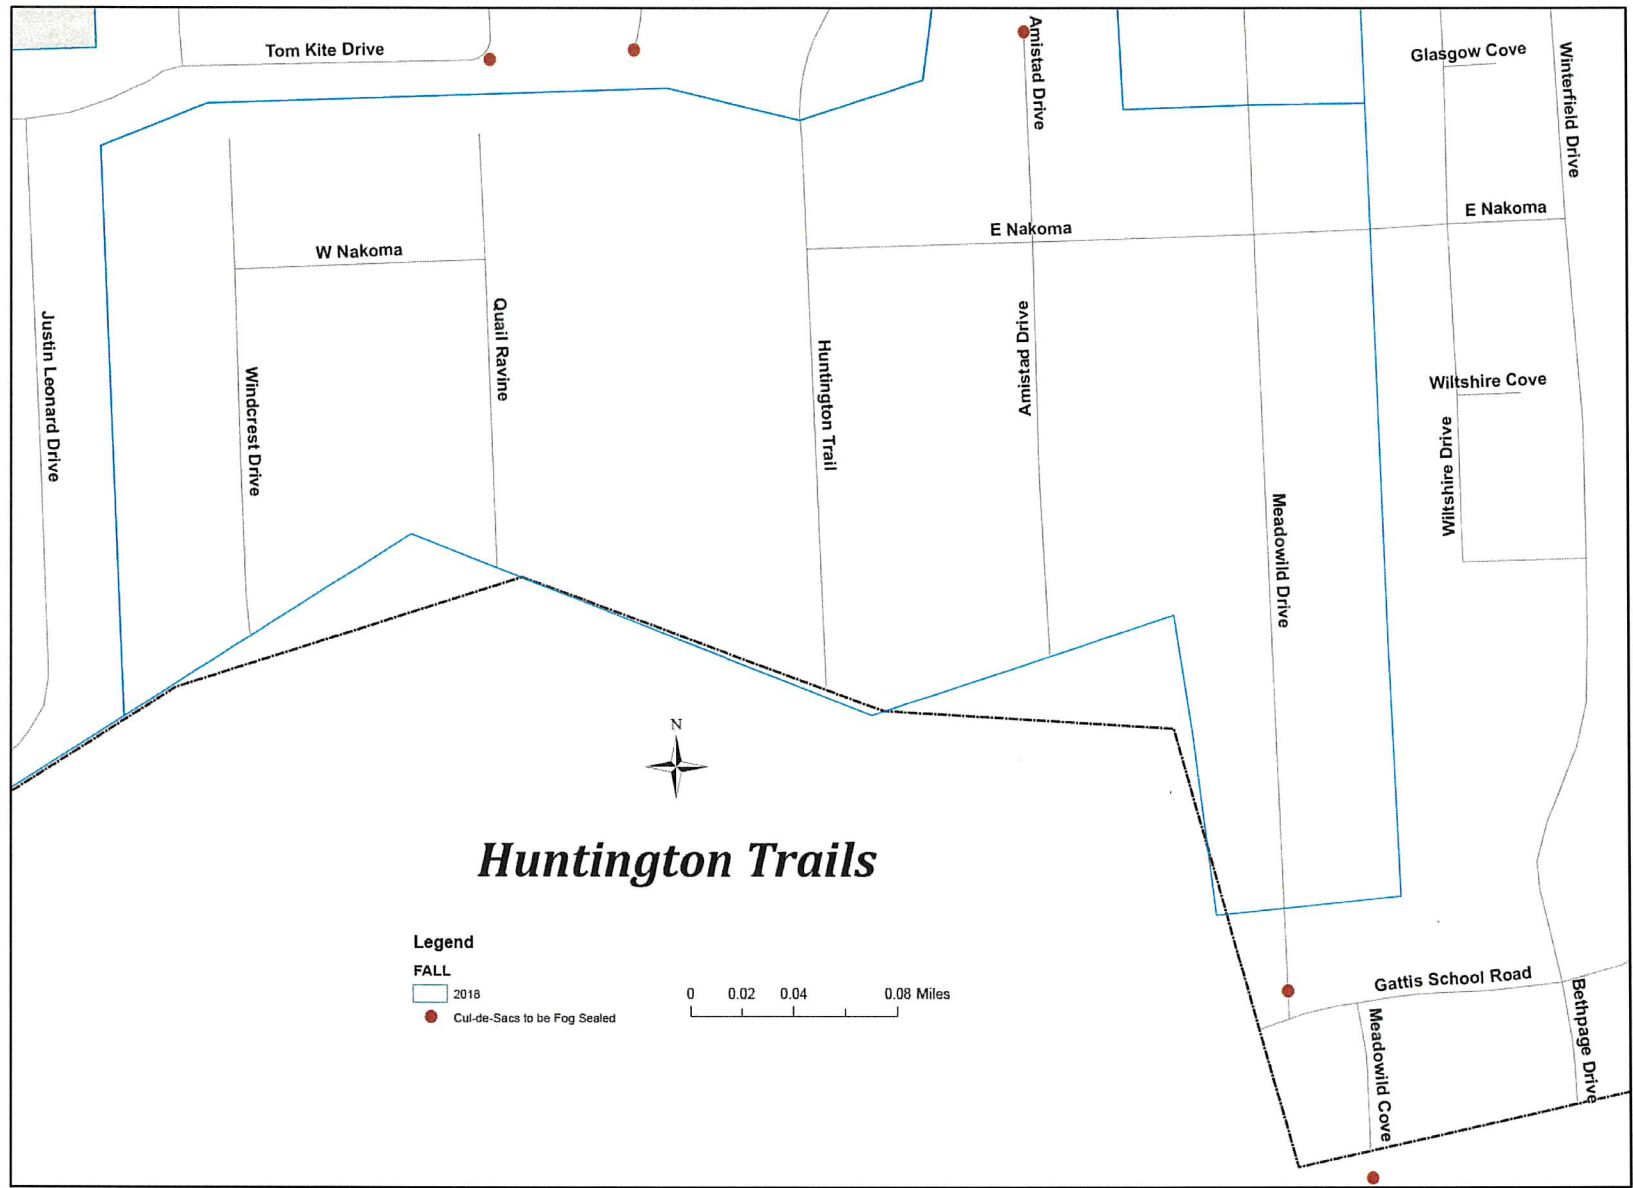 Tom Kite Drive
Amistad Drive
Glasgow Cove
Winterfield Drive
E Nakoma
E Nakoma
W Nakoma
Justin Leonard Drive
Quail Ravine
Windcrest Drive
Huntington Trail
Amistad Drive
Wiltshire Cove
Wiltshire Drive
Meadowild Drive
N
Huntington Trails
Legend
FALL
2018
Cul-de-Sacs to be Fog Sealed
0 0.02 0.04 0.08 Miles
Gattis School Road
Bethpage Drive
Meadowild Cove